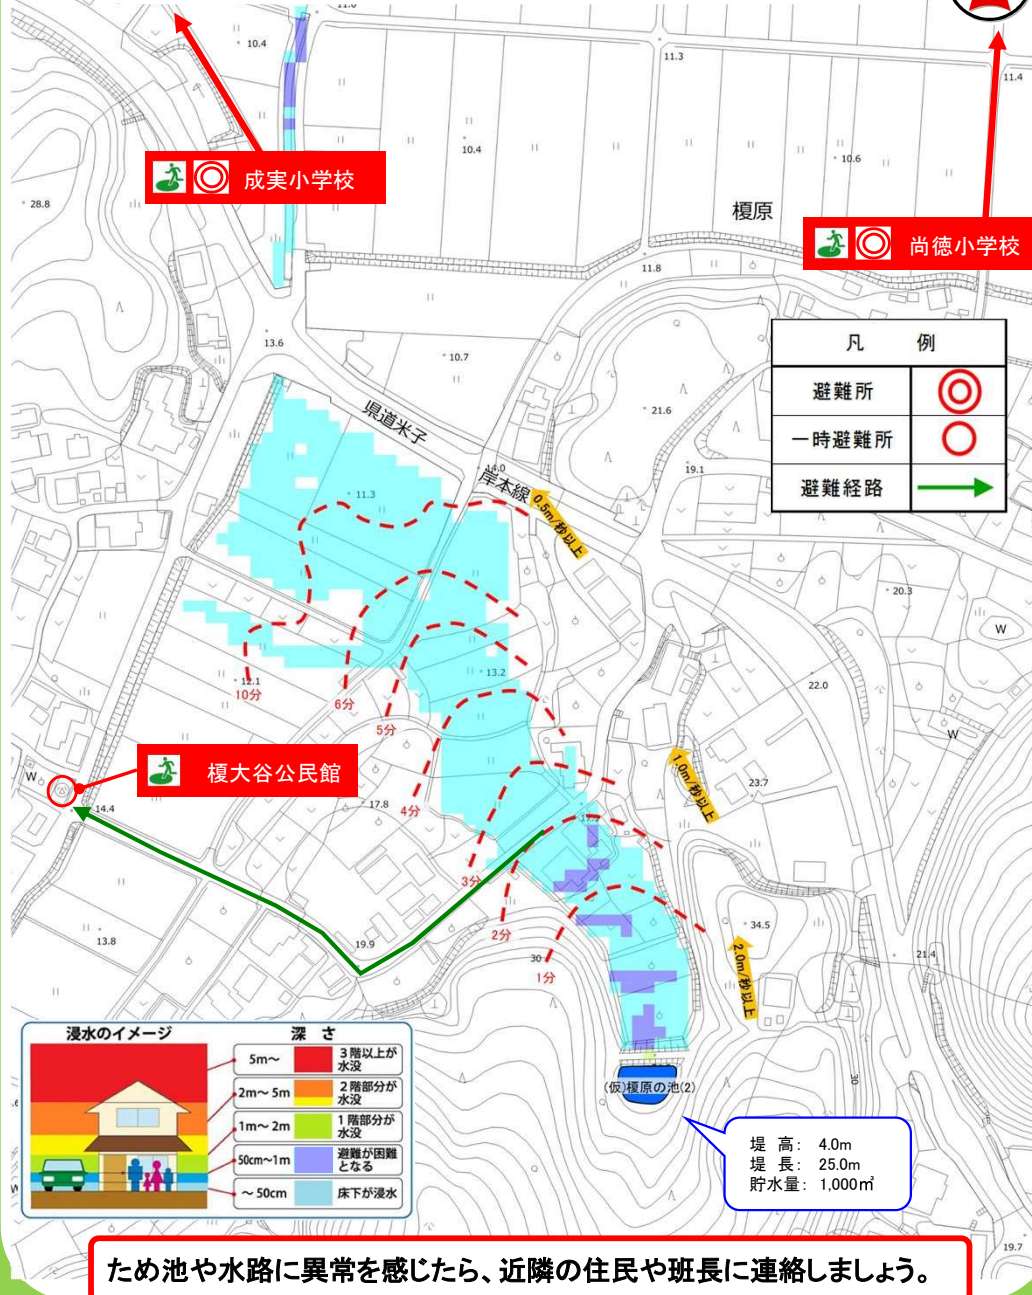 11.0
10.4
11.3
11.4
10.4
10.6
成実小学校
28.8
榎原
尚徳小学校
11.8
13.6
10.7
凡 例
避難所
一時避難所
避難経路
県道米子
岸本線
21.6
14.0
19.1
11.3
0.5m/秒以上
20.3
W
13.2
12.1
10分
6分
5分
22.0
W
榎大谷公民館
1.0m/秒以上
W
14.4
17.8
4分
23.7
3分
2分
34.5
13.8
19.9
30
1分
21.4
2.0m/秒以上
浸水のイメージ
深 さ
5m～
3階以上が
水没
2m～5m
2階部分が
水没
1m～2m
1階部分が
水没
50cm～1m
避難が困難
となる
～50cm
床下が浸水
(仮)榎原の池(2)
30
堤 高: 4.0m
堤 長: 25.0m
貯水量: 1,000㎥
19.7
ため池や水路に異常を感じたら、近隣の住民や班長に連絡しましょう。